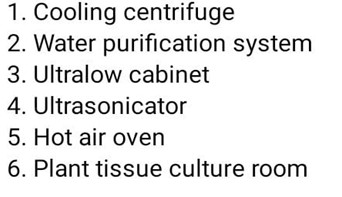 1. Cooling centrifuge
2. Water purification system
3. Ultralow cabinet
4. Ultrasonicator
5. Hot air oven
6. Plant tissue culture room